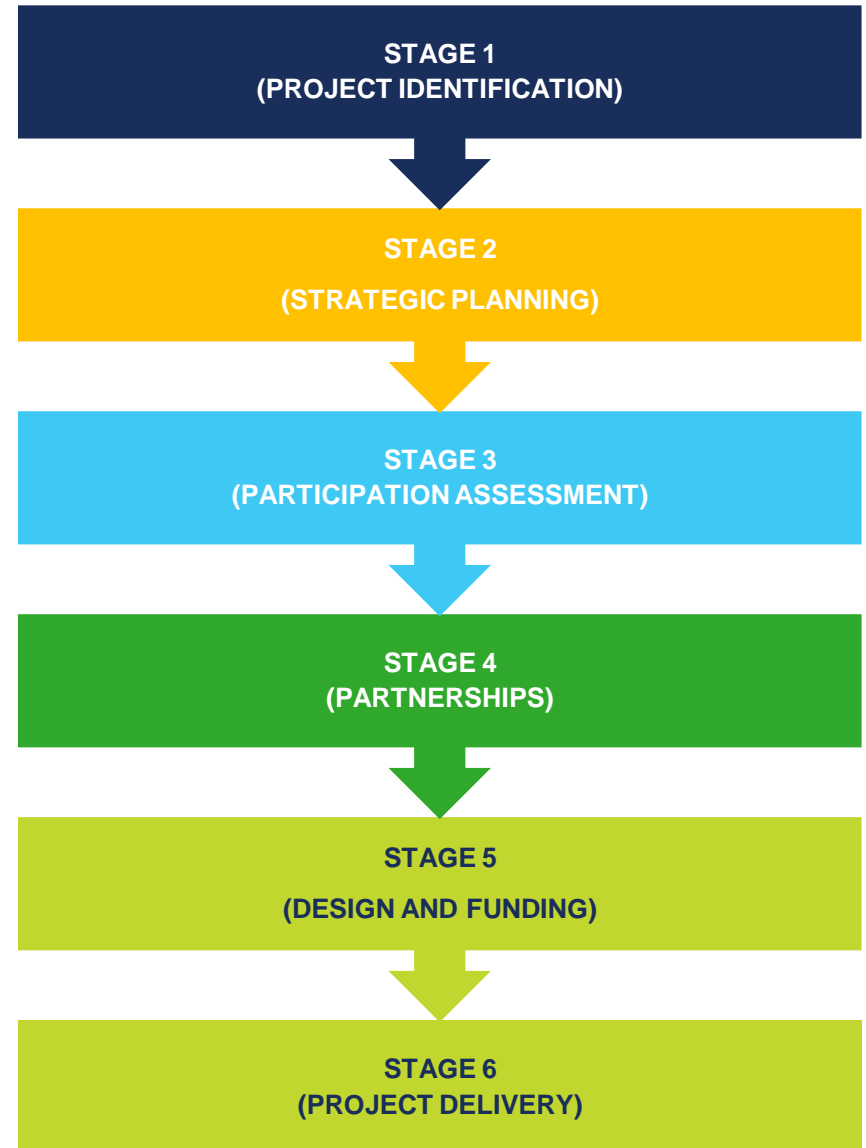 STAGE 1
(PROJECT IDENTIFICATION)
STAGE 2
(STRATEGIC PLANNING)
STAGE 3
(PARTICIPATION ASSESSMENT)
STAGE 4
(PARTNERSHIPS)
STAGE 5
(DESIGN AND FUNDING)
STAGE 6
(PROJECT DELIVERY)